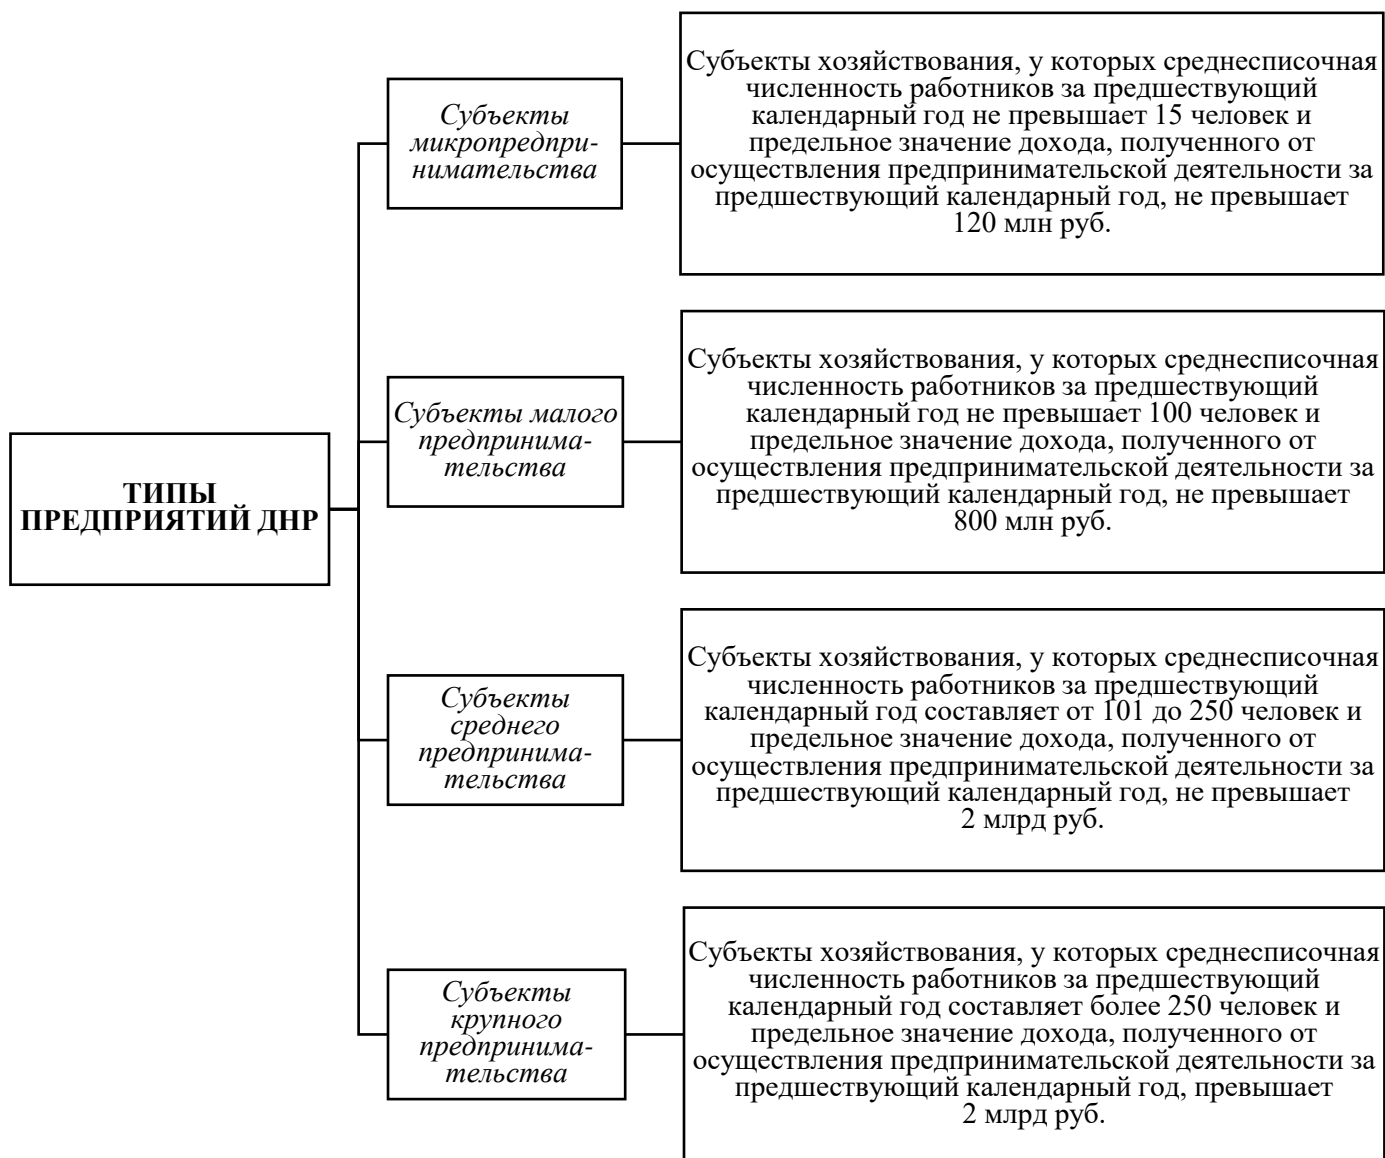 ТИПЫ
ПРЕДПРИЯТИЙ ДНР
Субъекты
микропредпри-
нимательства
Субъекты хозяйствования, у которых среднесписочная
численность работников за предшествующий
календарный год не превышает 15 человек и
предельное значение дохода, полученного от
осуществления предпринимательской деятельности за
предшествующий календарный год, не превышает
120 млн руб.
Субъекты малого
предпринима-
тельства
Субъекты хозяйствования, у которых среднесписочная
численность работников за предшествующий
календарный год не превышает 100 человек и
предельное значение дохода, полученного от
осуществления предпринимательской деятельности за
предшествующий календарный год, не превышает
800 млн руб.
Субъекты
среднего
предпринима-
тельства
Субъекты хозяйствования, у которых среднесписочная
численность работников за предшествующий
календарный год составляет от 101 до 250 человек и
предельное значение дохода, полученного от
осуществления предпринимательской деятельности за
предшествующий календарный год, не превышает
2 млрд руб.
Субъекты
крупного
предпринима-
тельства
Субъекты хозяйствования, у которых среднесписочная
численность работников за предшествующий
календарный год составляет более 250 человек и
предельное значение дохода, полученного от
осуществления предпринимательской деятельности за
предшествующий календарный год, превышает
2 млрд руб.